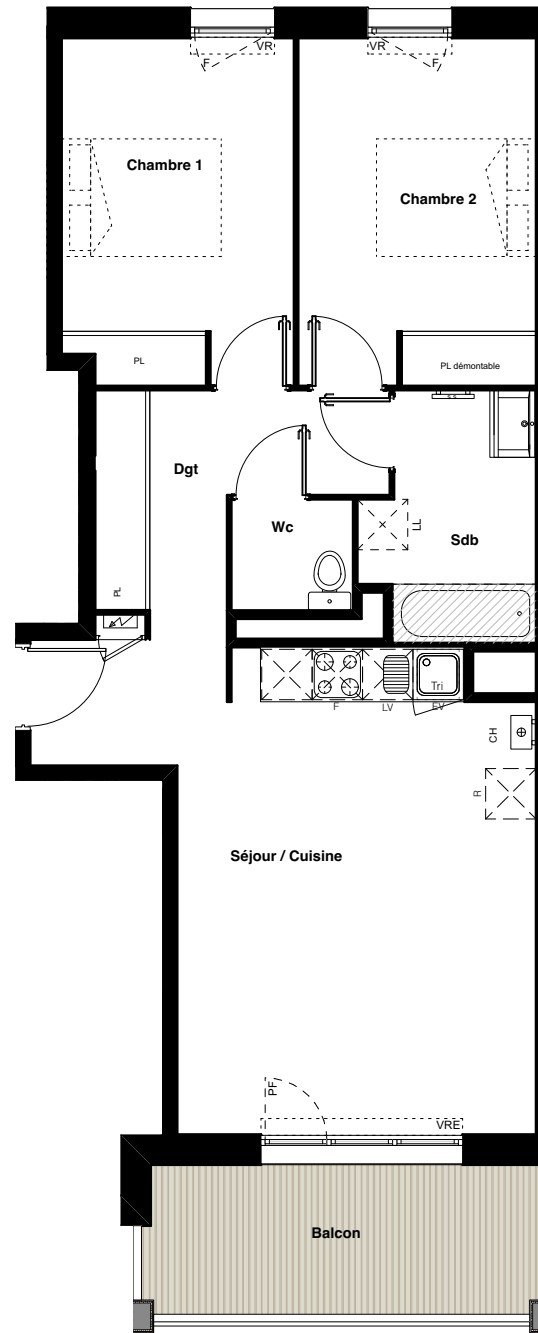 VR
VR
F
F
Chambre 1
Chambre 2
PL
PL démontable
Dgt
Wc
LL
Sdb
PL
Tri
F
LV
EV
CH
R
Séjour / Cuisine
PF
VRE
Balcon